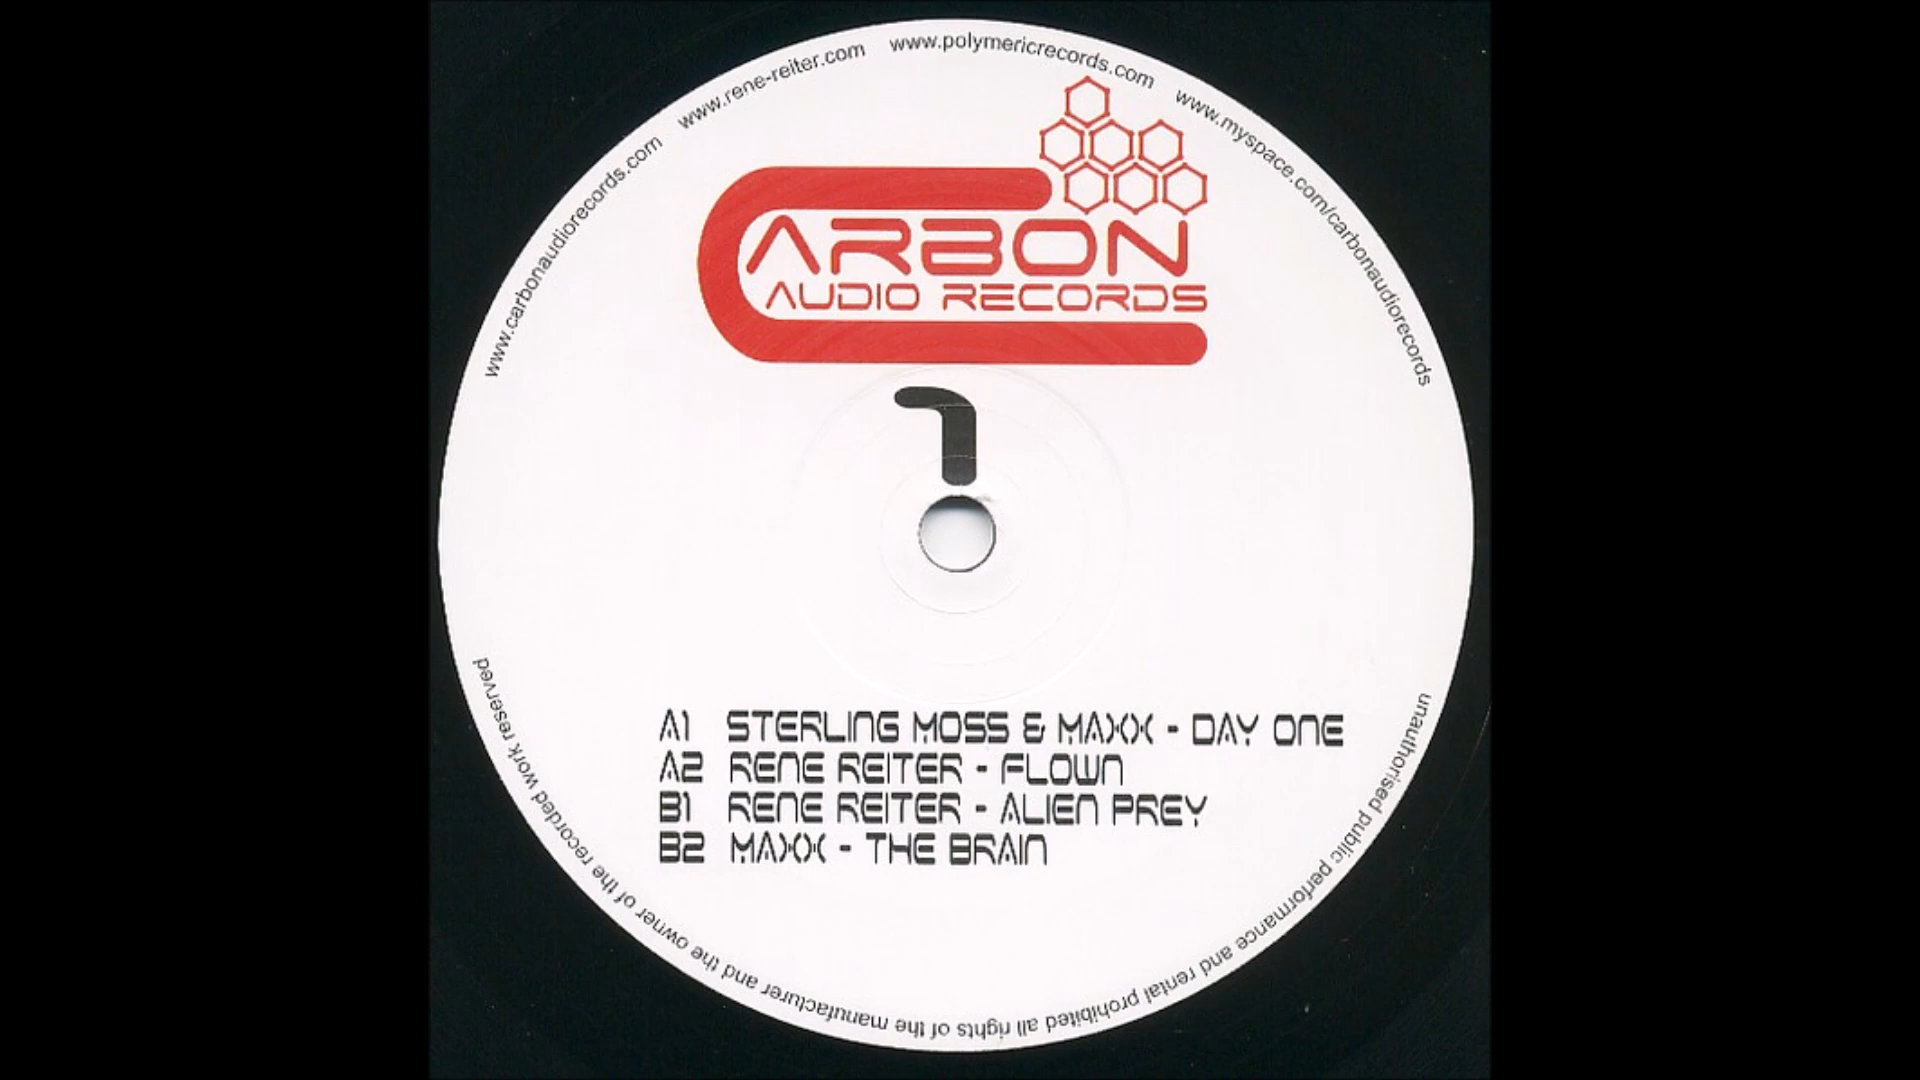 www.carbonaudiorecords.com
www.rene-reiter.com
www.polymericrecords.com
www.myspace.com/carbonaudiorecords
CARBON
AUDIO RECORDS
1
A1 STERLING MOSS & MAXX - DAY ONE
A2 RENE REITER - FLOWN
B1 RENE REITER - ALIEN PREY
B2 MAXX - THE BRAIN
unauthorised public performance and rental prohibited all rights of the manufacturer and the owner of the recorded work reserved